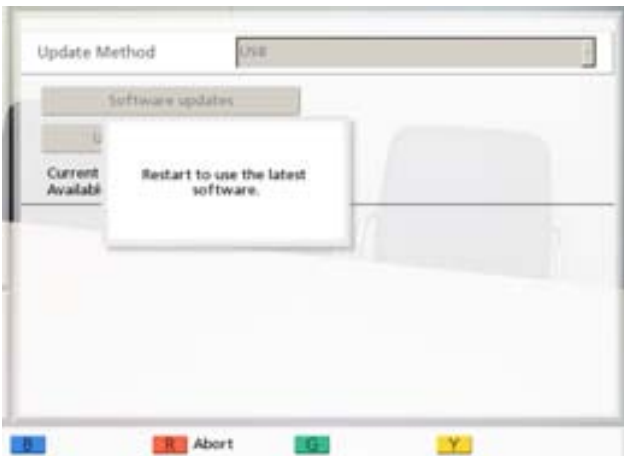 Update Method
USB
Software updates
U
Current
Availabl
Restart to use the latest
software.
B
R Abort
G
Y